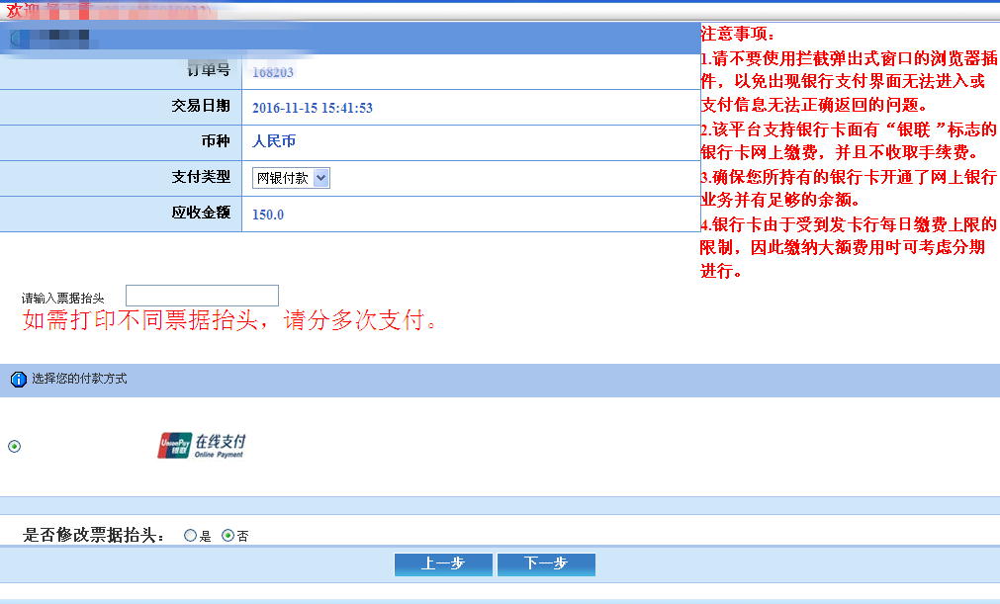 欢迎
订单号 168203
交易日期 2016-11-15 15:41:53
币种 人民币
支付类型 网银付款
应收金额 150.0
注意事项：
1.请不要使用拦截弹出式窗口的浏览器插
件，以免出现银行支付界面无法进入或
支付信息无法正确返回的问题。
2.该平台支持银行卡面有“银联”标志的
银行卡网上缴费，并且不收取手续费。
3.确保您所持有的银行卡开通了网上银行
业务并有足够的余额。
4.银行卡由于受到发卡行每日缴费上限的
限制，因此缴纳大额费用时可考虑分期
进行。
请输入票据抬头
如需打印不同票据抬头，请分多次支付。
选择您的付款方式
UnionPay 银联 在线支付
Online Payment
是否修改票据抬头： 是 否
上一步 下一步